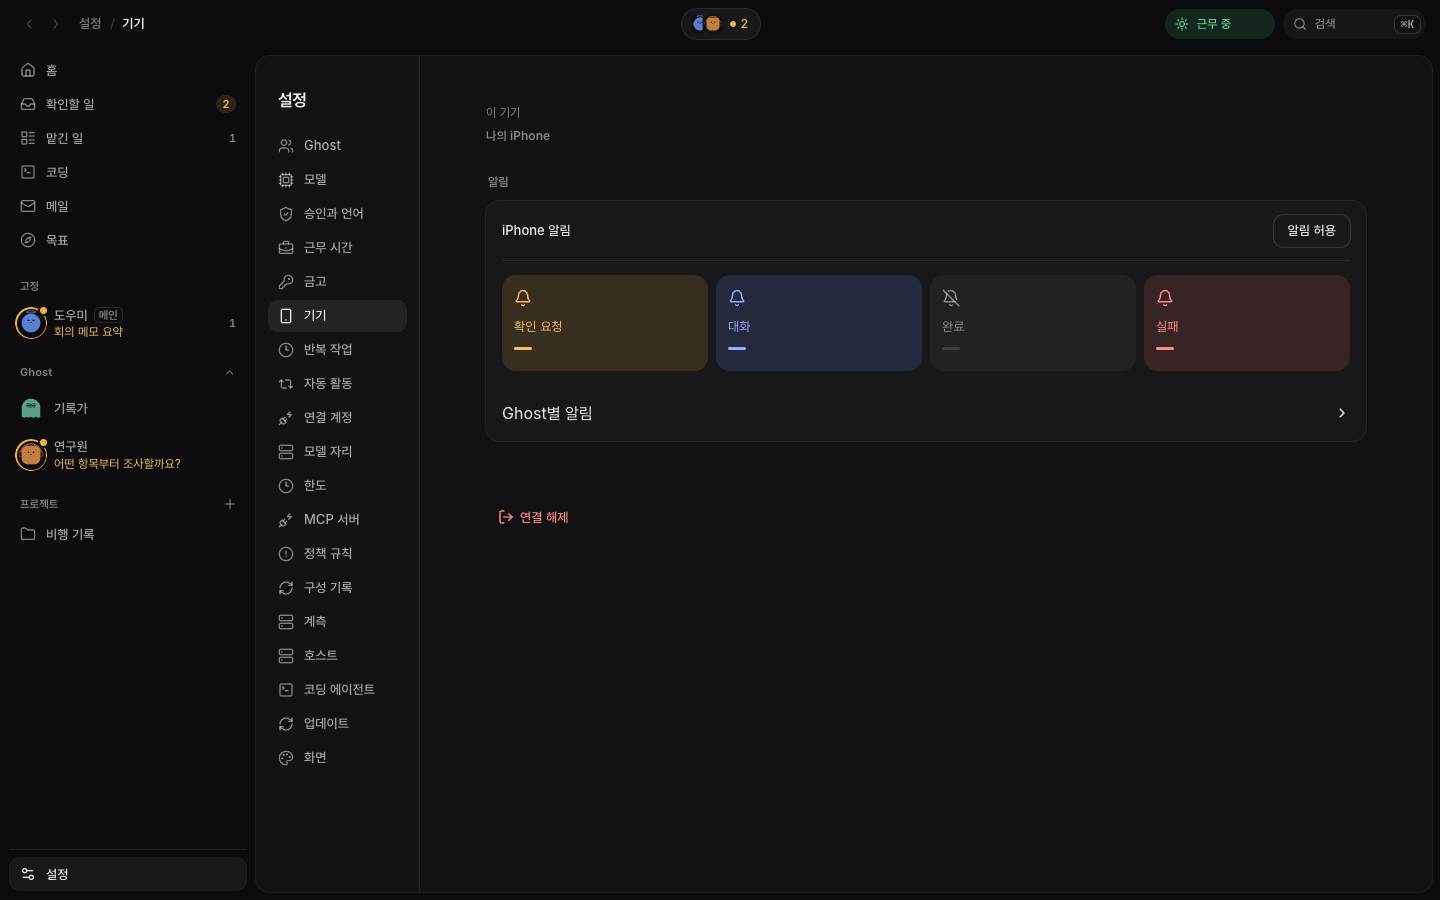 설정 / 기기
2
근무 중
검색
⌘K
홈
확인할 일
2
맡긴 일
1
코딩
메일
목표
고정
도우미
메인
회의 메모 요약
1
Ghost
기록가
연구원
어떤 항목부터 조사할까요?
프로젝트
비행 기록
설정
설정
Ghost
모델
승인과 언어
근무 시간
금고
기기
반복 작업
자동 활동
연결 계정
모델 자리
한도
MCP 서버
정책 규칙
구성 기록
계측
호스트
코딩 에이전트
업데이트
화면
이 기기
나의 iPhone
알림
iPhone 알림
알림 허용
확인 요청
대화
완료
실패
Ghost별 알림
연결 해제